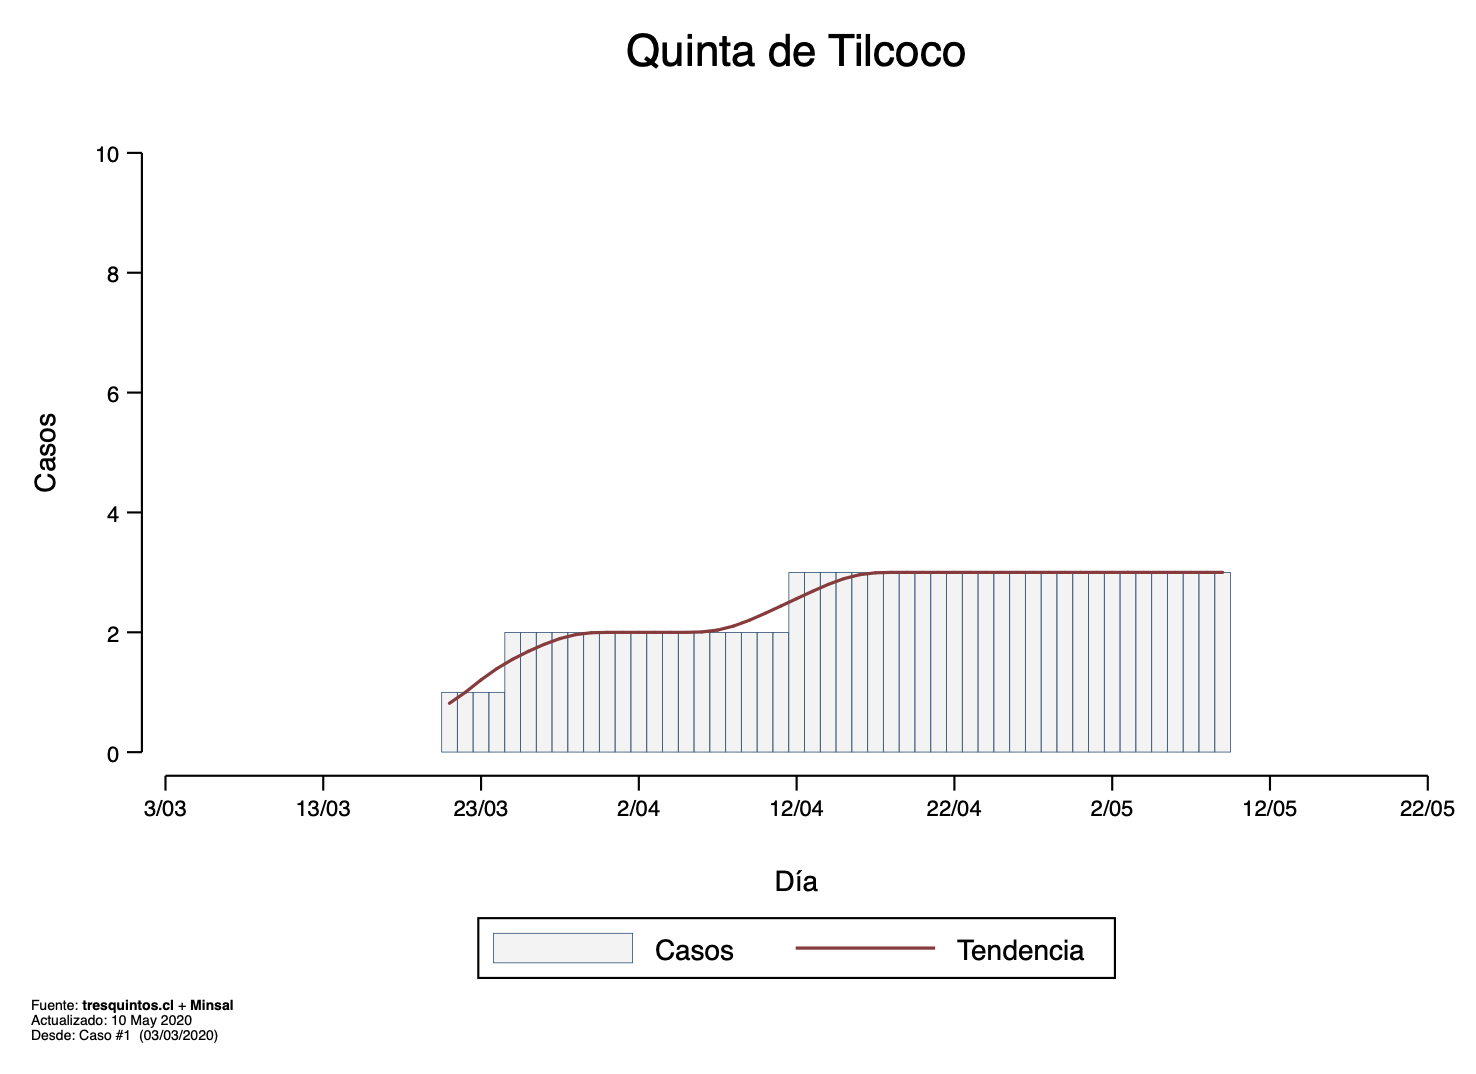 Quinta de Tilcoco
10
8
6
4
2
0
Casos
3/03 13/03 23/03 2/04 12/04 22/04 2/05 12/05 22/05
Día
Casos Tendencia
Fuente: tresquintos.cl + Minsal
Actualizado: 10 May 2020
Desde: Caso #1 (03/03/2020)